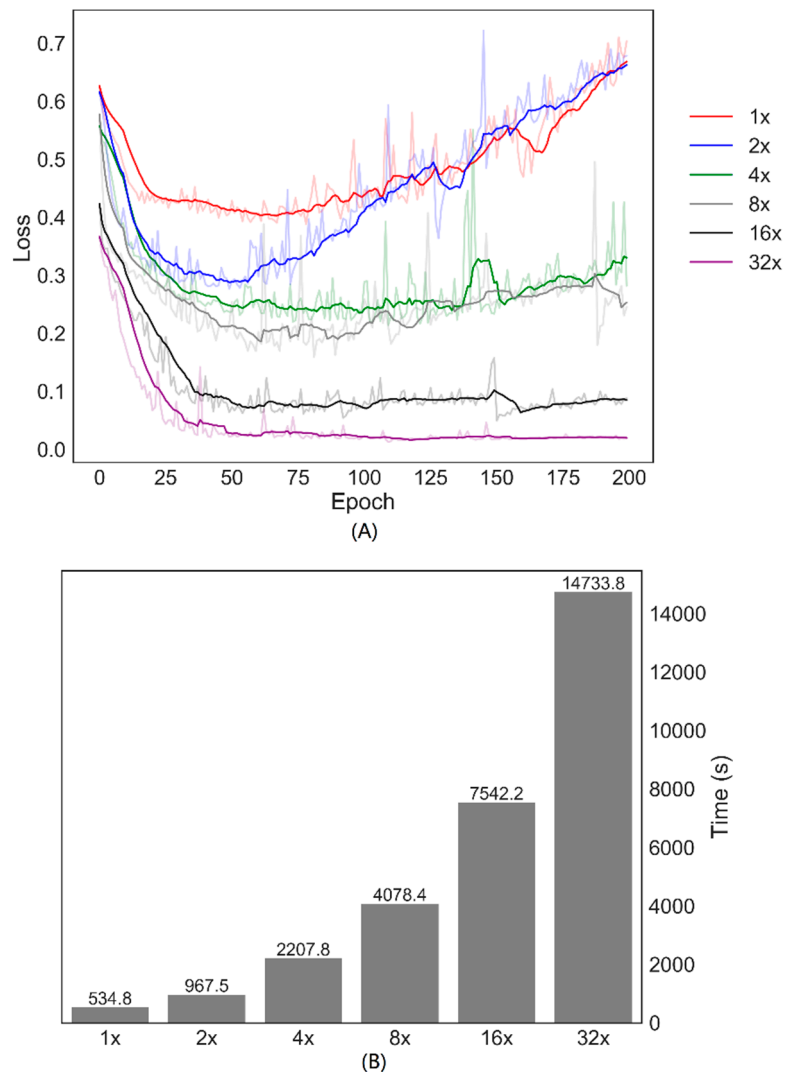 0.7
0.6
0.5
0.4
0.3
0.2
0.1
0.0
Loss
0 25 50 75 100 125 150 175 200
Epoch
1x
2x
4x
8x
16x
32x
(A)
14733.8
7542.2
4078.4
2207.8
967.5
534.8
14000
12000
10000
8000
6000
4000
2000
0
Time (s)
1x 2x 4x 8x 16x 32x
(B)